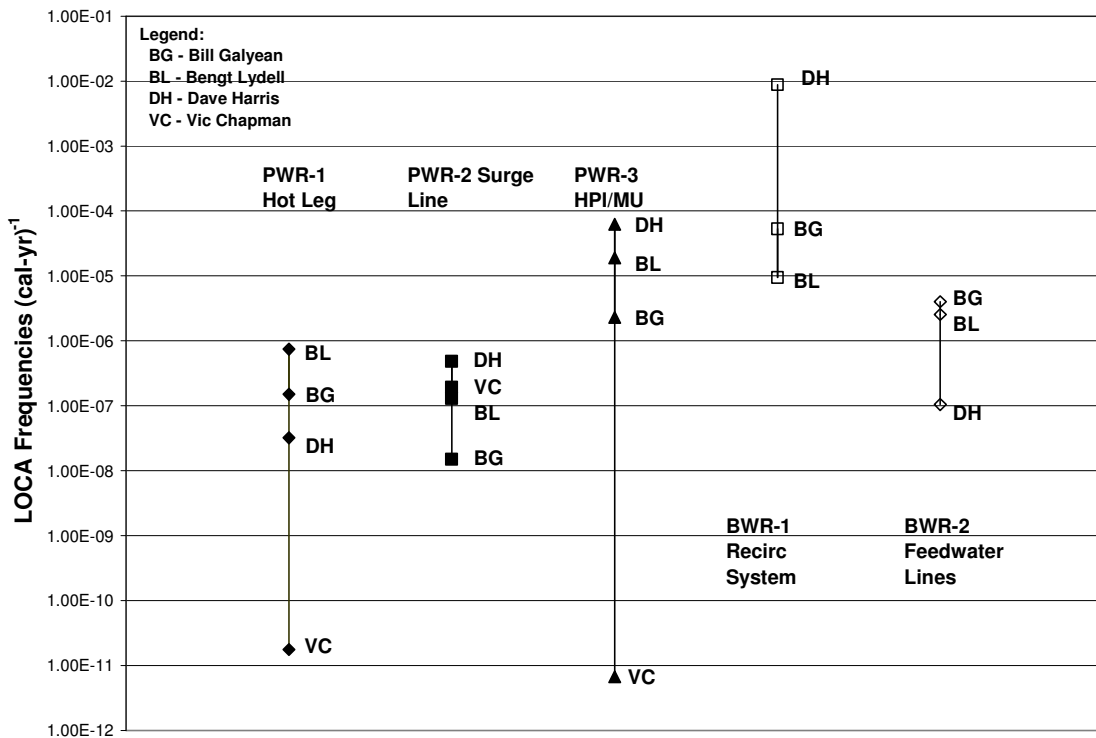 1.00E-01
1.00E-02
1.00E-03
1.00E-04
1.00E-05
1.00E-06
1.00E-07
1.00E-08
1.00E-09
1.00E-10
1.00E-11
1.00E-12
LOCA Frequencies (cal-yr)-1
Legend:
BG - Bill Galyean
BL - Bengt Lydell
DH - Dave Harris
VC - Vic Chapman
PWR-1
Hot Leg
BL
BG
DH
VC
PWR-2 Surge
Line
DH
VC
BL
BG
PWR-3
HPI/MU
DH
BL
BG
VC
DH
BG
BL
BWR-1
Recirc
System
BG
BL
DH
BWR-2
Feedwater
Lines